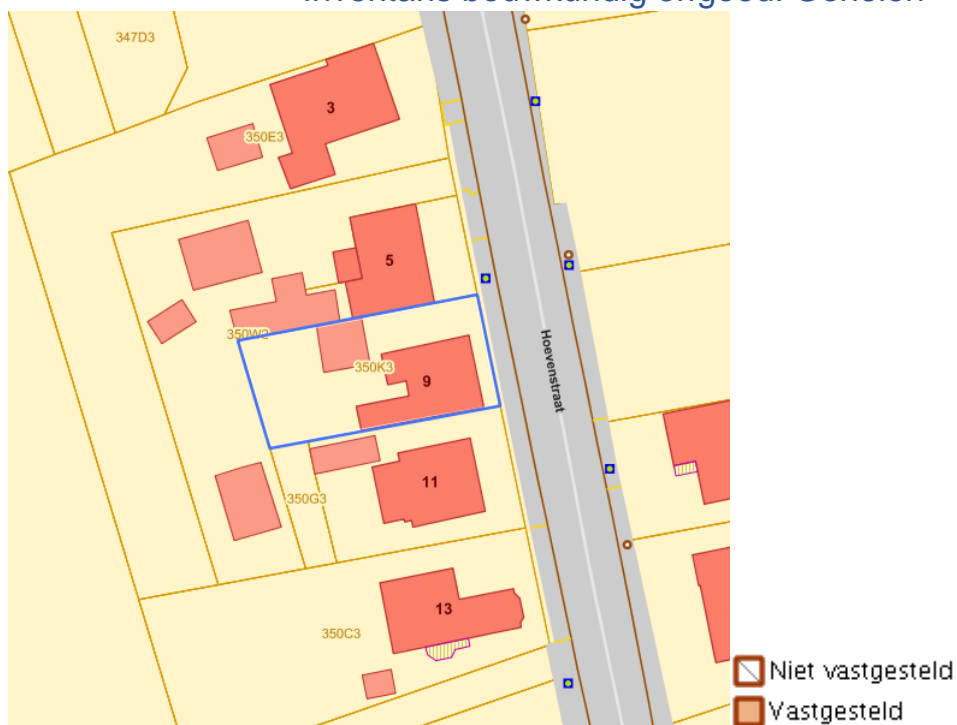 347D3
3
350E3
5
350W2
350K3
9
Hoevenstraat
11
350G3
13
350C3
Niet vastgesteld
Vastgesteld